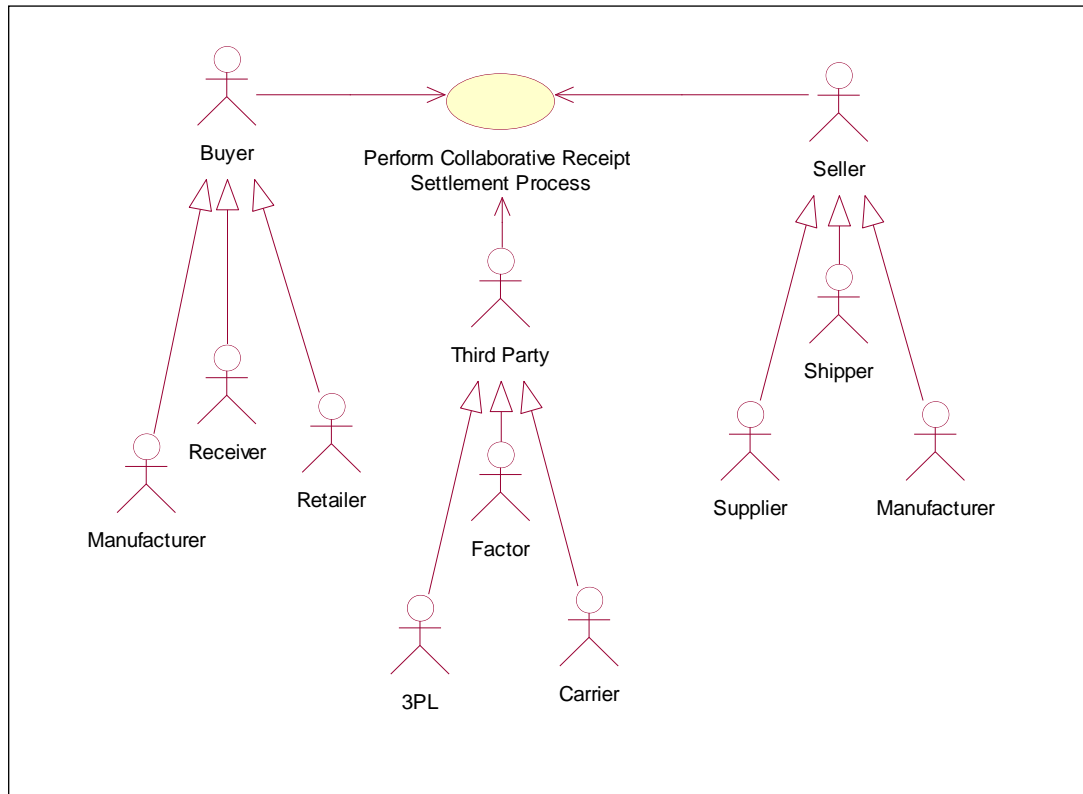 Buyer
Perform Collaborative Receipt
Settlement Process
Seller
Third Party
Shipper
Receiver
Retailer
Supplier
Manufacturer
Manufacturer
Factor
3PL
Carrier